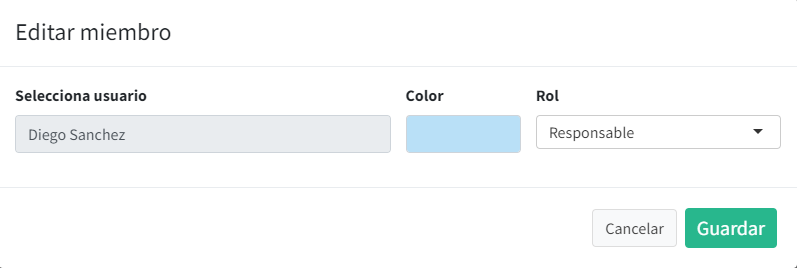 Editar miembro
Selecciona usuario Color Rol
Diego Sanchez Responsable
Cancelar Guardar